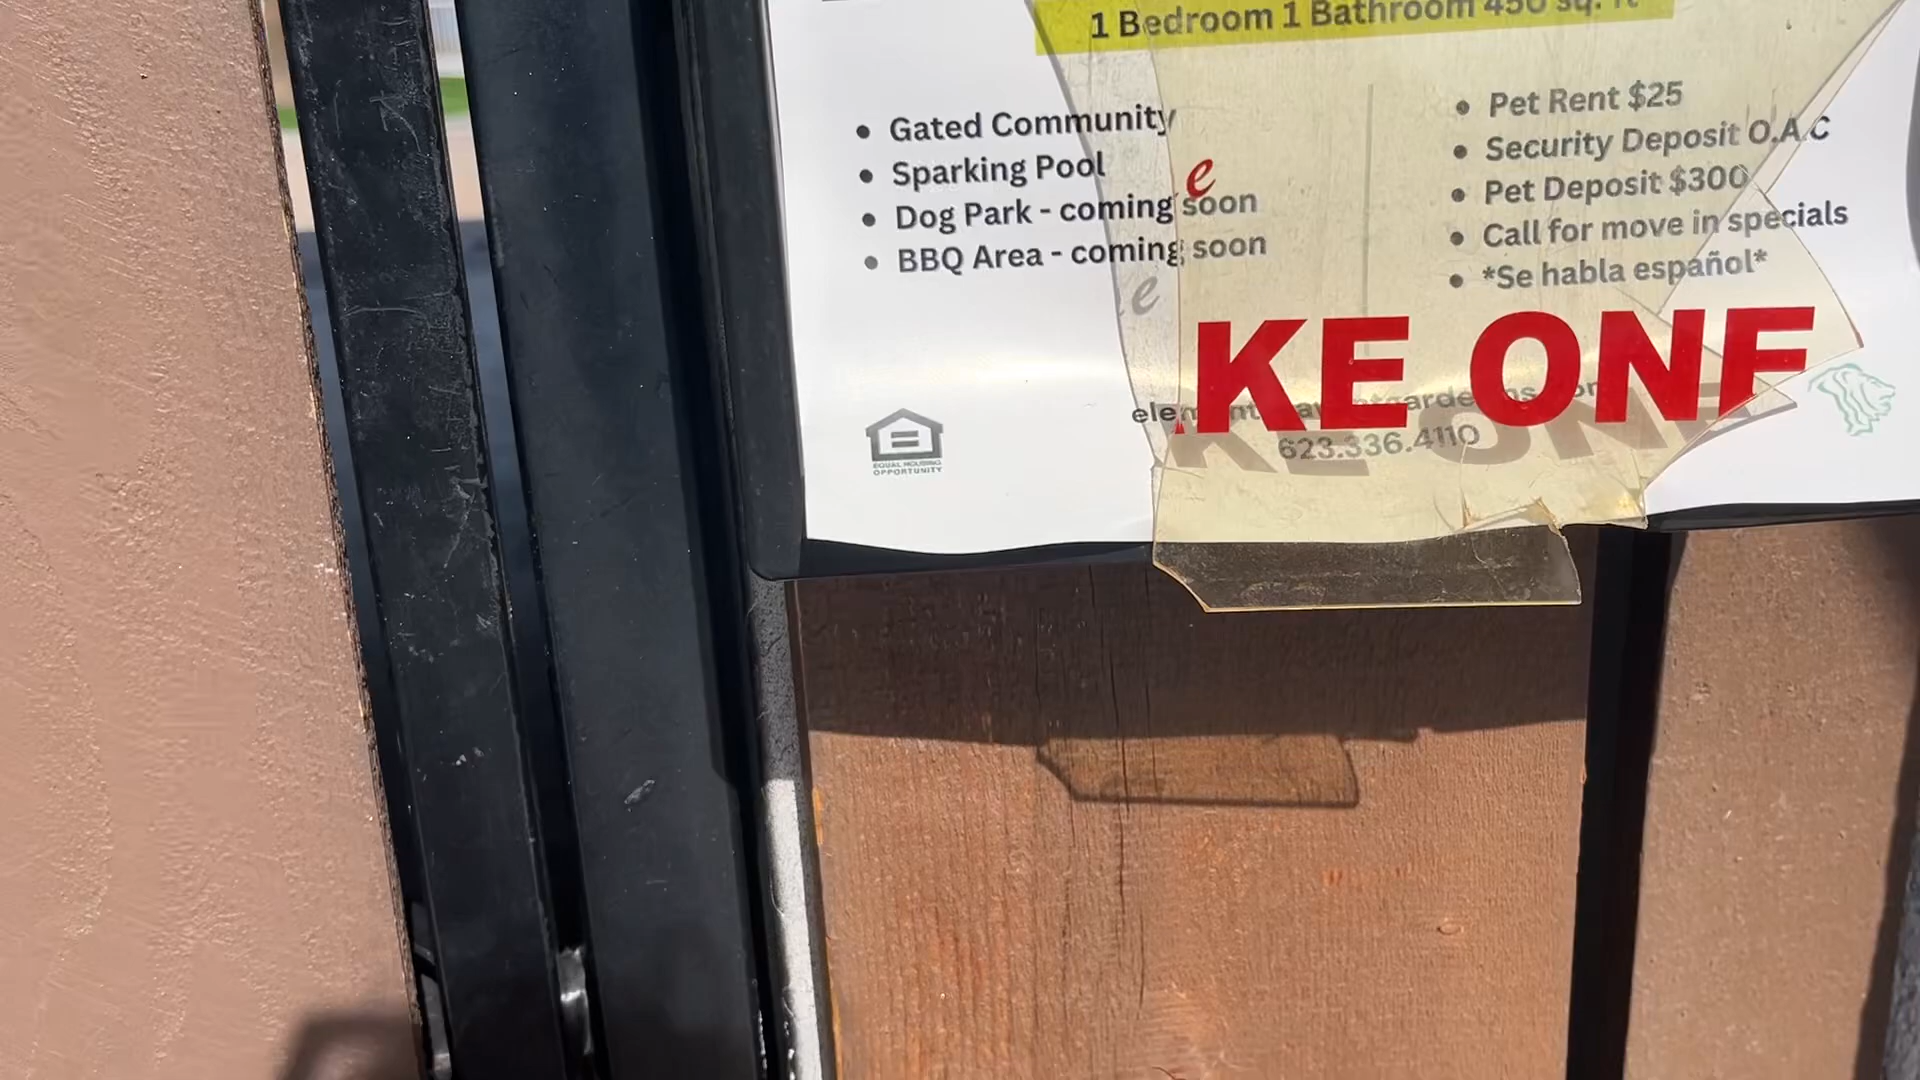 1 Bedroom 1 Bathroom 450 sq. ft
Gated Community
Sparking Pool
Dog Park - coming soon
BBQ Area - coming soon
Pet Rent $25
Security Deposit O.A.C
Pet Deposit $300
Call for move in specials
*Se habla español*
e
e
KE ONE
623.336.4110
EQUAL HOUSING
OPPORTUNITY